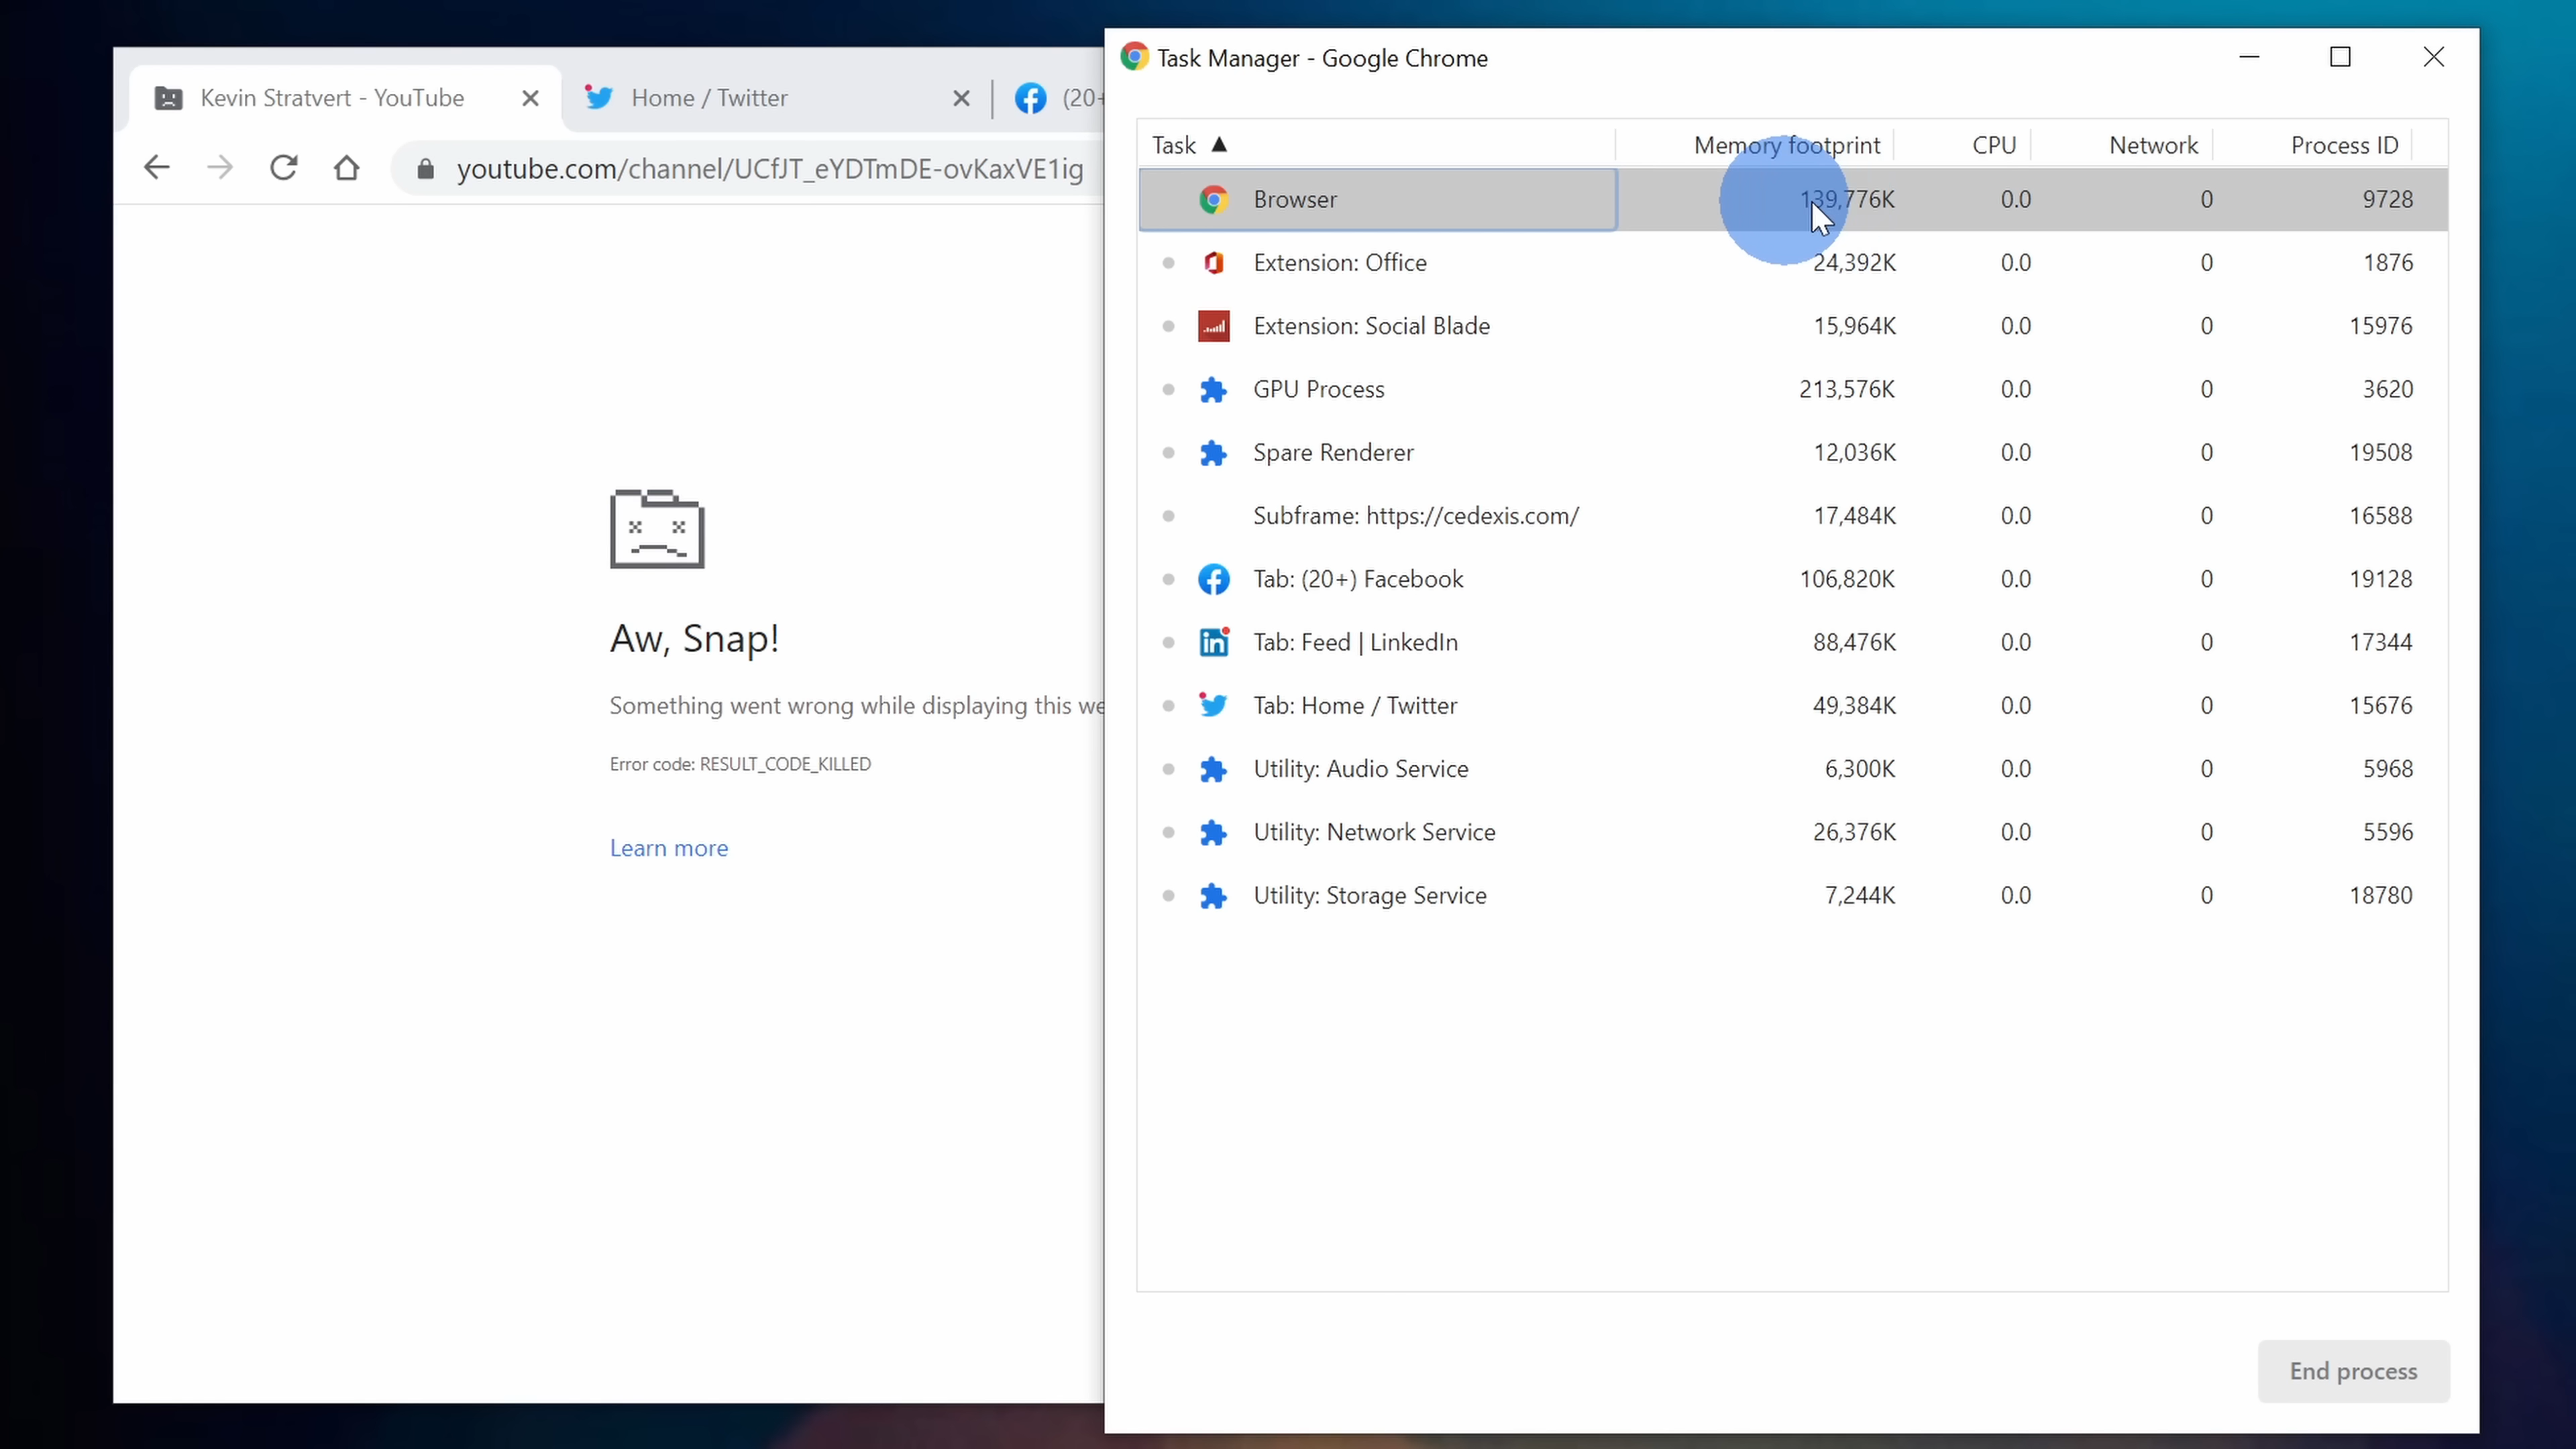 Kevin Stratvert - YouTube
Home / Twitter
(20+
youtube.com/channel/UCfJT_eYDTmDE-ovKaxVE1ig
Aw, Snap!
Something went wrong while displaying this we
Error code: RESULT_CODE_KILLED
Learn more
Task Manager - Google Chrome
Task ▲ Memory footprint CPU Network Process ID
Browser 139,776K 0.0 0 9728
Extension: Office 24,392K 0.0 0 1876
Extension: Social Blade 15,964K 0.0 0 15976
GPU Process 213,576K 0.0 0 3620
Spare Renderer 12,036K 0.0 0 19508
Subframe: https://cedexis.com/ 17,484K 0.0 0 16588
Tab: (20+) Facebook 106,820K 0.0 0 19128
Tab: Feed | LinkedIn 88,476K 0.0 0 17344
Tab: Home / Twitter 49,384K 0.0 0 15676
Utility: Audio Service 6,300K 0.0 0 5968
Utility: Network Service 26,376K 0.0 0 5596
Utility: Storage Service 7,244K 0.0 0 18780
End process